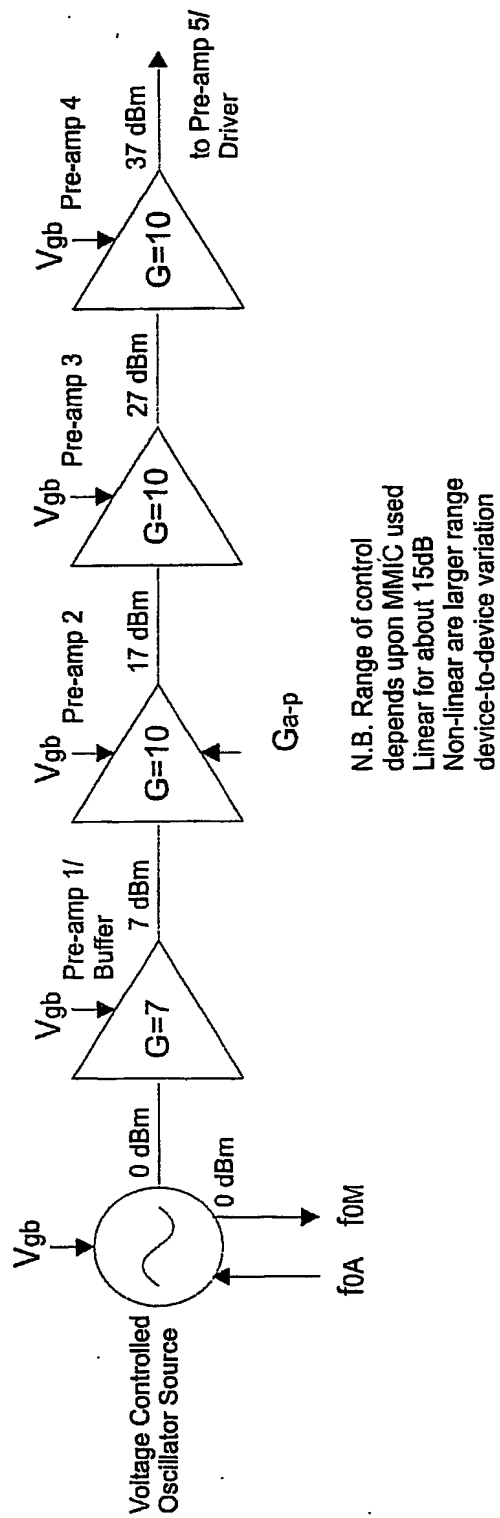 Voltage Controlled
Oscillator Source
Vgb
f0A
f0M
0 dBm
0 dBm
Vgb
Pre-amp 1/
Buffer
G=7
7 dBm
Vgb
Pre-amp 2
G=10
Ga-p
17 dBm
Vgb
Pre-amp 3
G=10
27 dBm
Vgb
Pre-amp 4
G=10
37 dBm
to Pre-amp 5/
Driver
N.B. Range of control
depends upon MMIC used
Linear for about 15dB
Non-linear are larger range
device-to-device variation